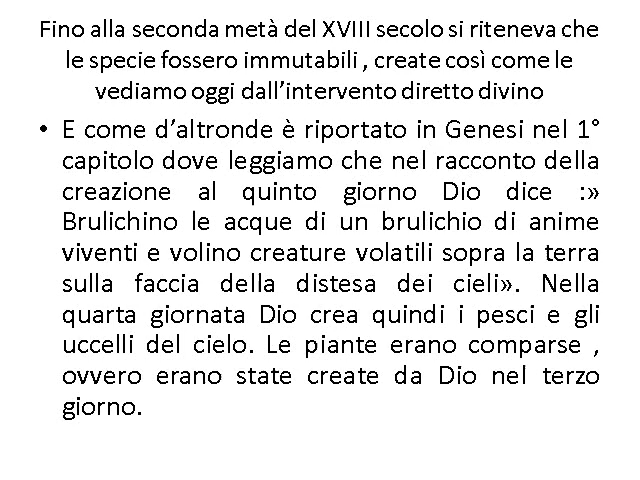 Fino alla seconda metà del XVIII secolo si riteneva che
le specie fossero immutabili , create così come le
vediamo oggi dall’intervento diretto divino
• E come d’altronde è riportato in Genesi nel 1°
capitolo dove leggiamo che nel racconto della
creazione al quinto giorno Dio dice :»
Brulichino le acque di un brulichio di anime
viventi e volino creature volatili sopra la terra
sulla faccia della distesa dei cieli». Nella
quarta giornata Dio crea quindi i pesci e gli
uccelli del cielo. Le piante erano comparse ,
ovvero erano state create da Dio nel terzo
giorno.